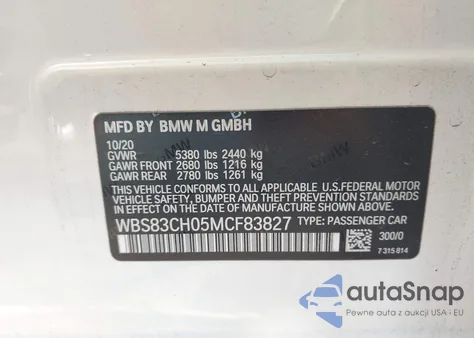 MFD BY BMW M GMBH
10/20
GVWR 5380 lbs 2440 kg
GAWR FRONT 2680 lbs 1216 kg
GAWR REAR 2780 lbs 1261 kg
THIS VEHICLE CONFORMS TO ALL APPLICABLE U.S. FEDERAL MOTOR
VEHICLE SAFETY, BUMPER AND THEFT PREVENTION STANDARDS IN
EFFECT ON THE DATE OF MANUFACTURE SHOWN ABOVE.
WBS83CH05MCF83827 TYPE: PASSENGER CAR
300/0
7 315 814
autoSnap
Pewne auta z aukcji USA - EU